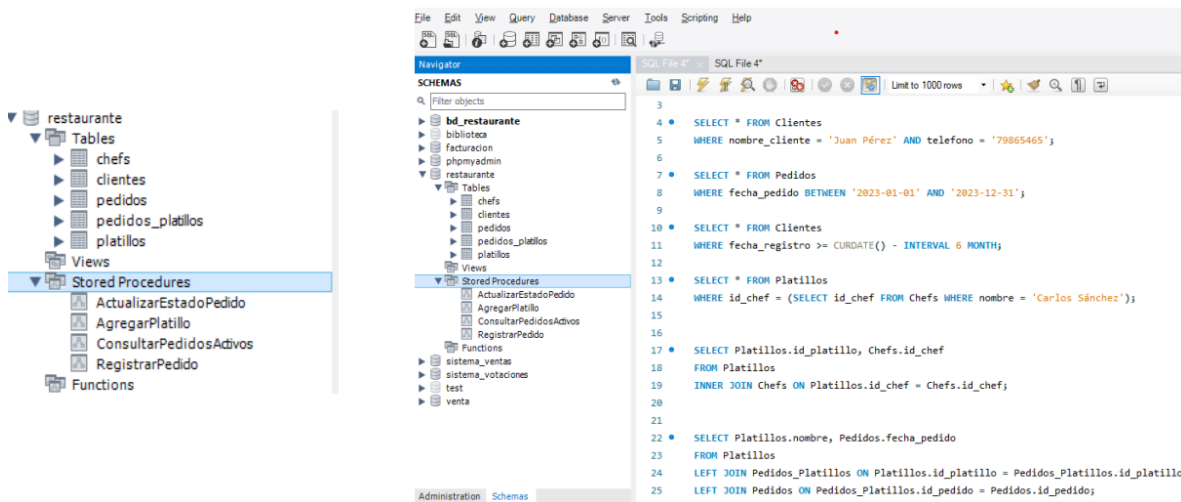 restaurante
Tables
chefs
clientes
pedidos
pedidos_platillos
platillos
Views
Stored Procedures
ActualizarEstadoPedido
AgregarPlatillo
ConsultarPedidosActivos
RegistrarPedido
Functions
File Edit View Query Database Server Tools Scripting Help
Navigator
SCHEMAS
Filter objects
bd_restaurante
biblioteca
facturacion
phpmyadmin
restaurante
Tables
chefs
clientes
pedidos
pedidos_platillos
platillos
Views
Stored Procedures
ActualizarEstadoPedido
AgregarPlatillo
ConsultarPedidosActivos
RegistrarPedido
Functions
sistema_ventas
sistema_votaciones
test
venta
Administration Schemas
SQL File 4* SQL File 4*
Limit to 1000 rows
3
4 SELECT * FROM Clientes
5 WHERE nombre_cliente = 'Juan Pérez' AND telefono = '79865465';
6
7 SELECT * FROM Pedidos
8 WHERE fecha_pedido BETWEEN '2023-01-01' AND '2023-12-31';
9
10 SELECT * FROM Clientes
11 WHERE fecha_registro >= CURDATE() - INTERVAL 6 MONTH;
12
13 SELECT * FROM Platillos
14 WHERE id_chef = (SELECT id_chef FROM Chefs WHERE nombre = 'Carlos Sánchez');
15
16
17 SELECT Platillos.id_platillo, Chefs.id_chef
18 FROM Platillos
19 INNER JOIN Chefs ON Platillos.id_chef = Chefs.id_chef;
20
21
22 SELECT Platillos.nombre, Pedidos.fecha_pedido
23 FROM Platillos
24 LEFT JOIN Pedidos_Platillos ON Platillos.id_platillo = Pedidos_Platillos.id_platillo
25 LEFT JOIN Pedidos ON Pedidos_Platillos.id_pedido = Pedidos.id_pedido;